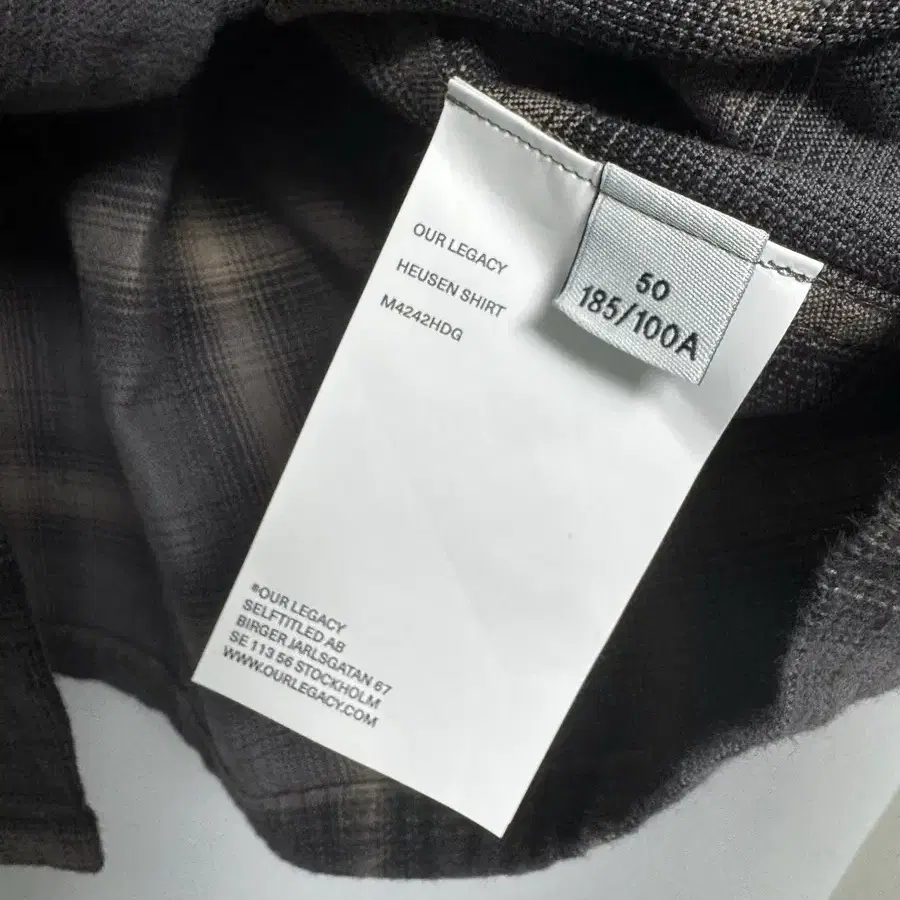 OUR LEGACY
HEUSEN SHIRT
M4242HDG
50
185/100A
®OUR LEGACY
SELFTITLED AB
BIRGER JARLSGATAN 67
SE 113 56 STOCKHOLM
WWW.OURLEGACY.COM